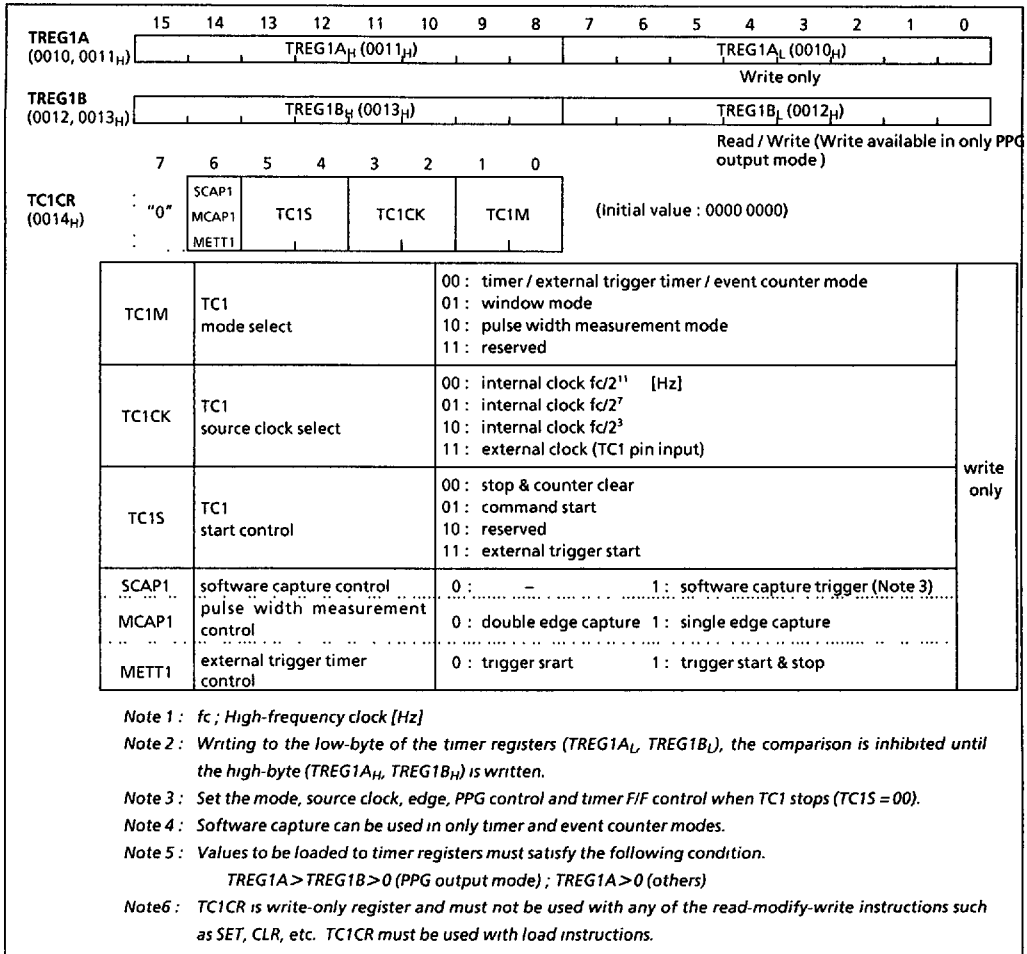 15 14 13 12 11 10 9 8 7 6 5 4 3 2 1 0
TREG1A
(0010, 0011H)
TREG1AH (0011H) TREG1AL (0010H)
Write only
TREG1B
(0012, 0013H)
TREG1BH (0013H) TREG1BL (0012H)
Read / Write (Write available in only PPG
output mode )
7 6 5 4 3 2 1 0
TC1CR
(0014H)
"0"
SCAP1
MCAP1
METT1
TC1S TC1CK TC1M
(Initial value : 0000 0000)
TC1M
TC1
mode select
00 : timer / external trigger timer / event counter mode
01 : window mode
10 : pulse width measurement mode
11 : reserved
TC1CK
TC1
source clock select
00 : internal clock fc/2¹¹ [Hz]
01 : internal clock fc/2⁷
10 : internal clock fc/2³
11 : external clock (TC1 pin input)
TC1S
TC1
start control
00 : stop & counter clear
01 : command start
10 : reserved
11 : external trigger start
write
only
SCAP1 software capture control 0 : – 1 : software capture trigger (Note 3)
MCAP1
pulse width measurement
control
0 : double edge capture 1 : single edge capture
METT1
external trigger timer
control
0 : trigger srart 1 : trigger start & stop
Note 1 : fc ; High-frequency clock [Hz]
Note 2 : Writing to the low-byte of the timer registers (TREG1AL, TREG1BL), the comparison is inhibited until
the high-byte (TREG1AH, TREG1BH) is written.
Note 3 : Set the mode, source clock, edge, PPG control and timer F/F control when TC1 stops (TC1S = 00).
Note 4 : Software capture can be used in only timer and event counter modes.
Note 5 : Values to be loaded to timer registers must satisfy the following condition.
TREG1A > TREG1B > 0 (PPG output mode) ; TREG1A > 0 (others)
Note6 : TC1CR is write-only register and must not be used with any of the read-modify-write instructions such
as SET, CLR, etc. TC1CR must be used with load instructions.